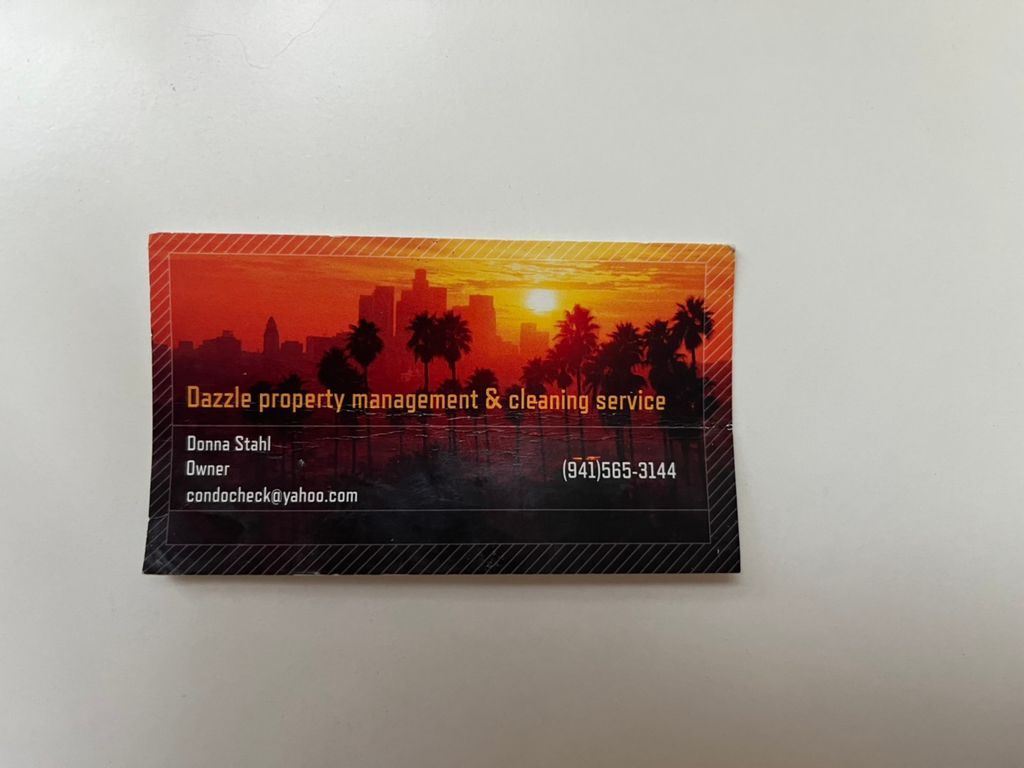 Dazzle property management & cleaning service
Donna Stahl
Owner
(941)565-3144
condocheck@yahoo.com